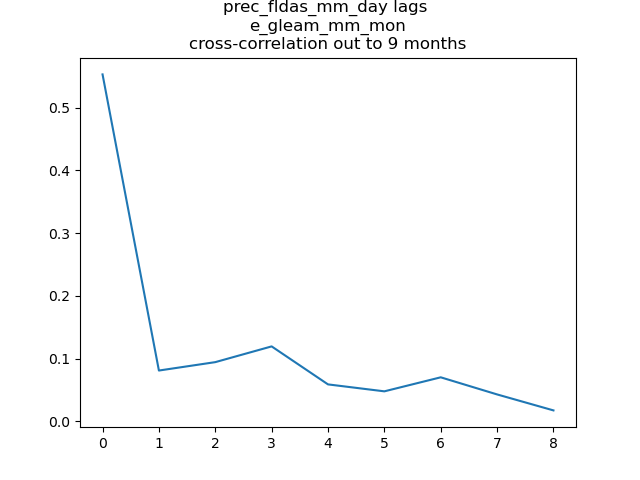 prec_fldas_mm_day lags
e_gleam_mm_mon
cross-correlation out to 9 months
0.5
0.4
0.3
0.2
0.1
0.0
0 1 2 3 4 5 6 7 8